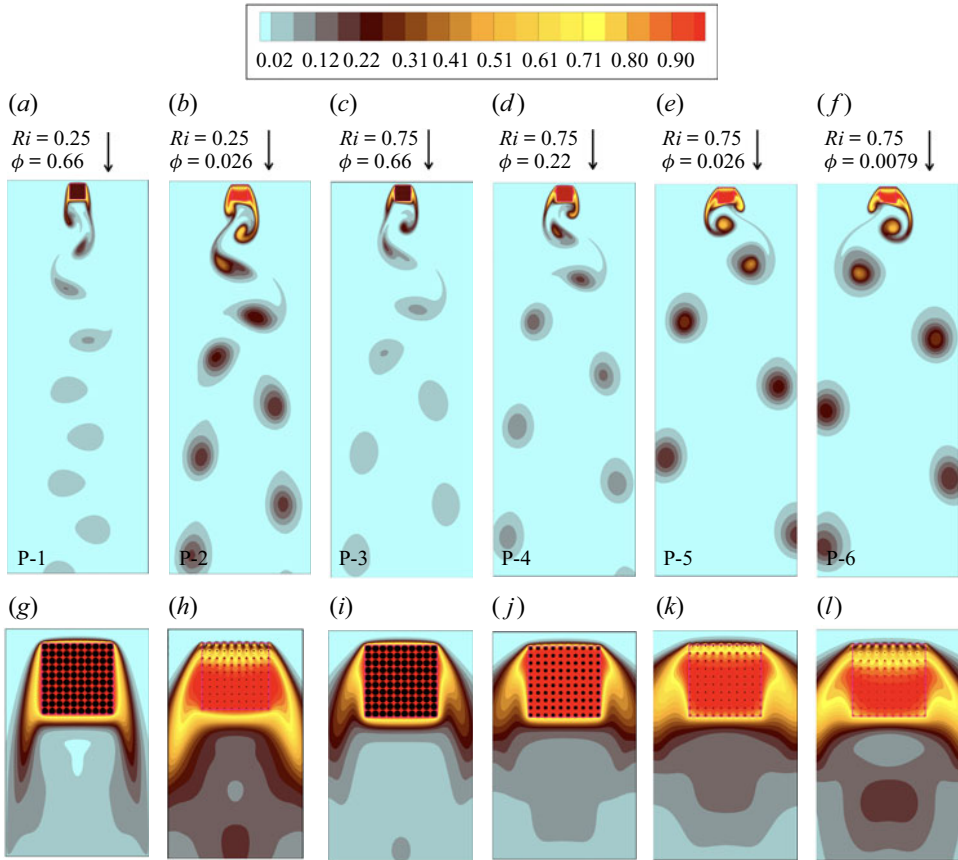 0.02 0.12 0.22 0.31 0.41 0.51 0.61 0.71 0.80 0.90
(a) (b) (c) (d) (e) (f)
Ri = 0.25 Ri = 0.25 Ri = 0.75 Ri = 0.75 Ri = 0.75 Ri = 0.75
ϕ = 0.66 ϕ = 0.026 ϕ = 0.66 ϕ = 0.22 ϕ = 0.026 ϕ = 0.0079
P-1 P-2 P-3 P-4 P-5 P-6
(g) (h) (i) (j) (k) (l)